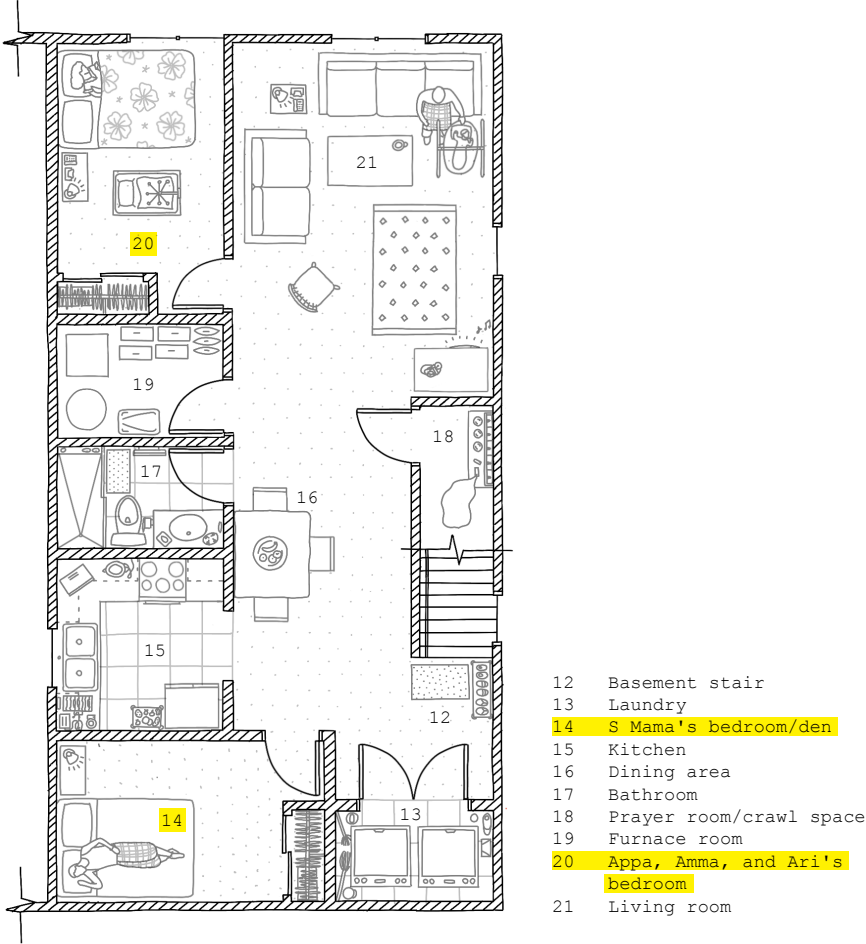 20
21
19
18
17
16
15
12
14
13
12 Basement stair
13 Laundry
14 S Mama's bedroom/den
15 Kitchen
16 Dining area
17 Bathroom
18 Prayer room/crawl space
19 Furnace room
20 Appa, Amma, and Ari's
bedroom
21 Living room